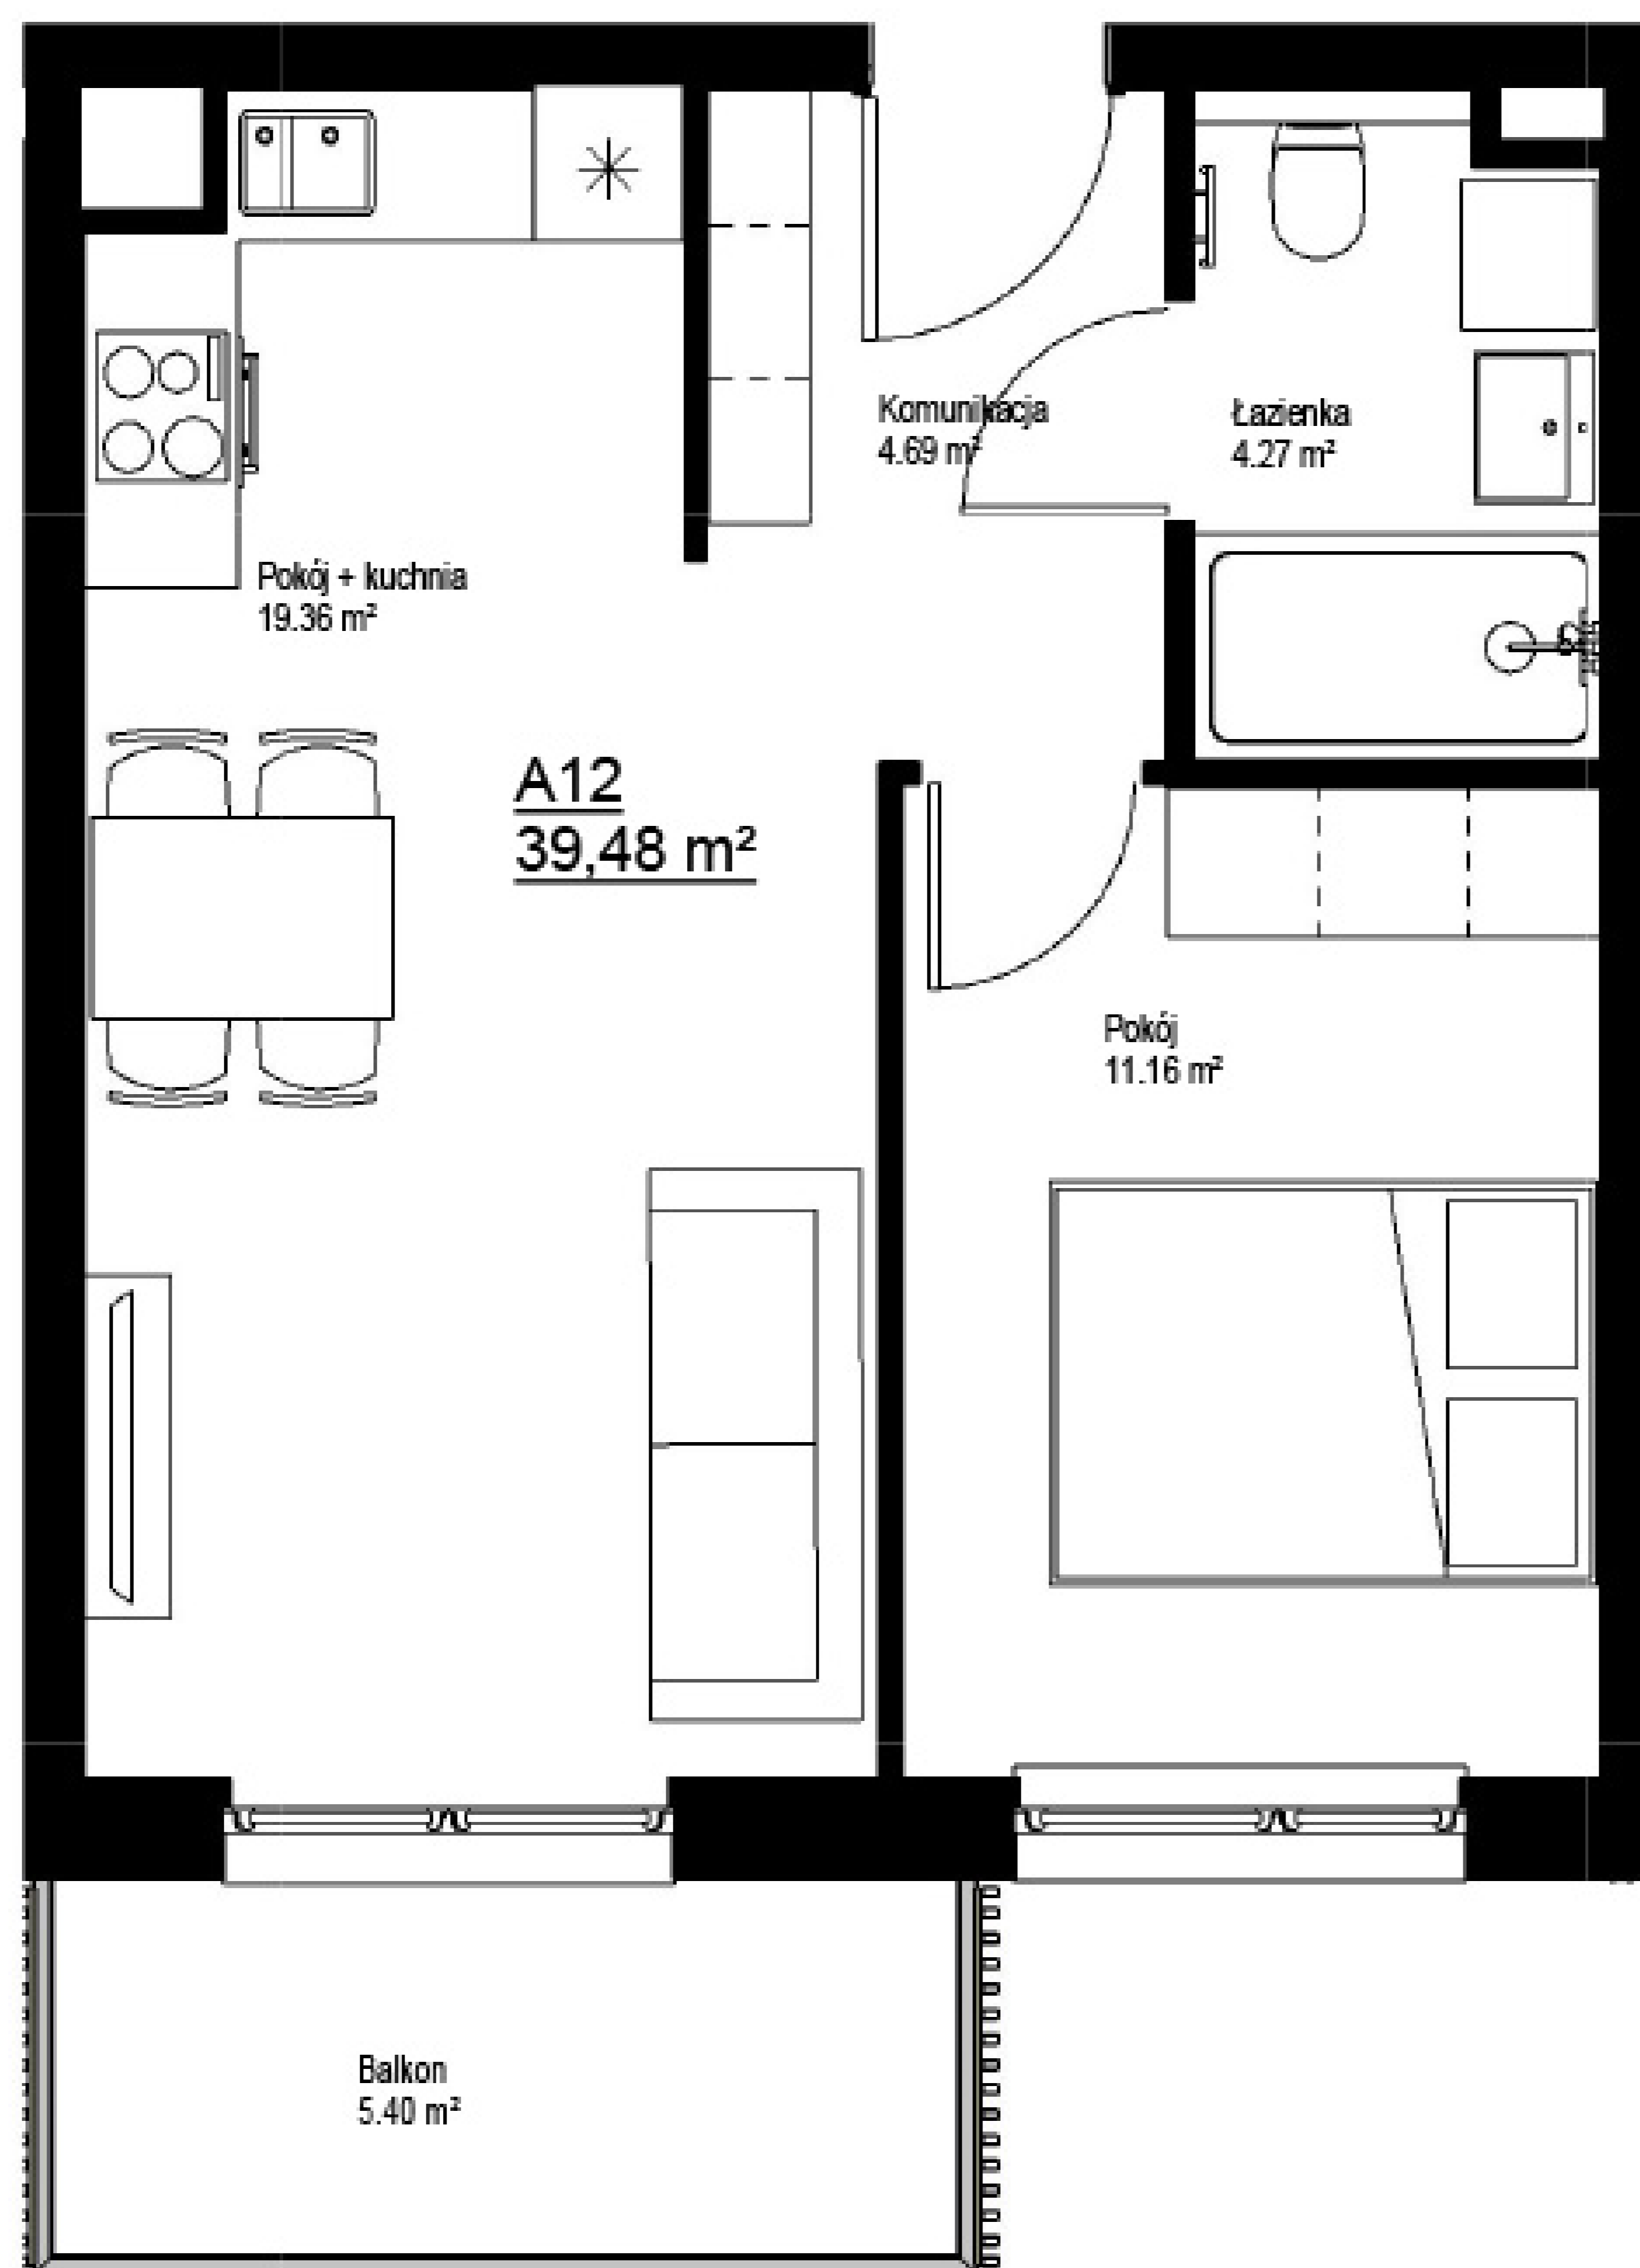 Komunikacja
4.69 m²
Łazienka
4.27 m²
Pokój + kuchnia
19.36 m²
A12
39,48 m²
Pokój
11.16 m²
Balkon
5.40 m²